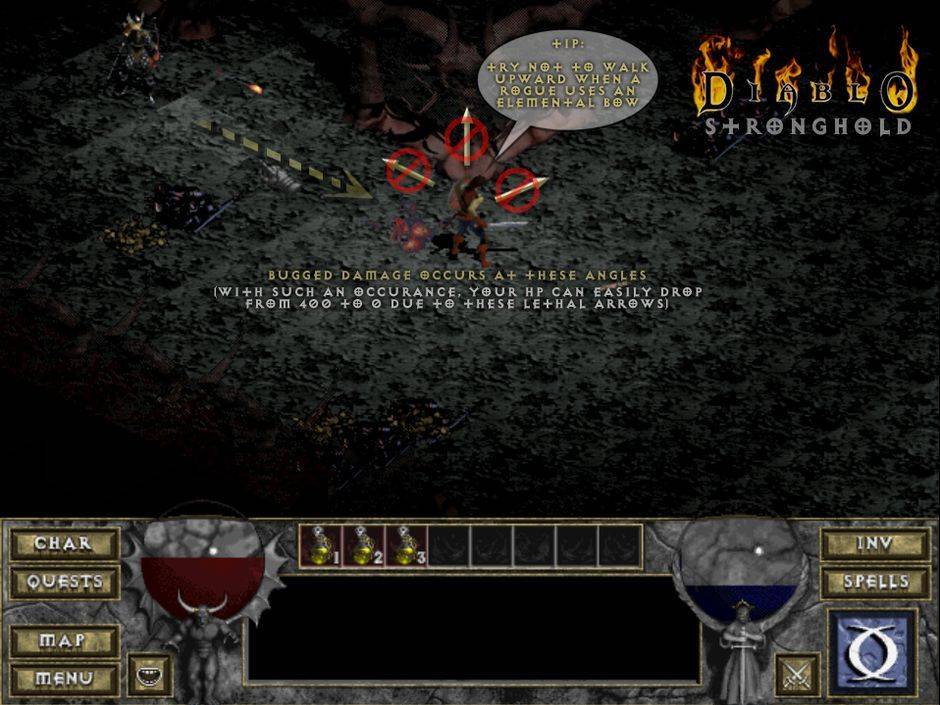 TIP:
TRY NOT TO WALK
UPWARD WHEN A
ROGUE USES AN
ELEMENTAL BOW
DIABLO
STRONGHOLD
BUGGED DAMAGE OCCURS AT THESE ANGLES
(WITH SUCH AN OCCURANCE, YOUR HP CAN EASILY DROP
FROM 400 TO 0 DUE TO THESE LETHAL ARROWS)
CHAR
QUESTS
MAP
MENU
1 2 3
INV
SPELLS